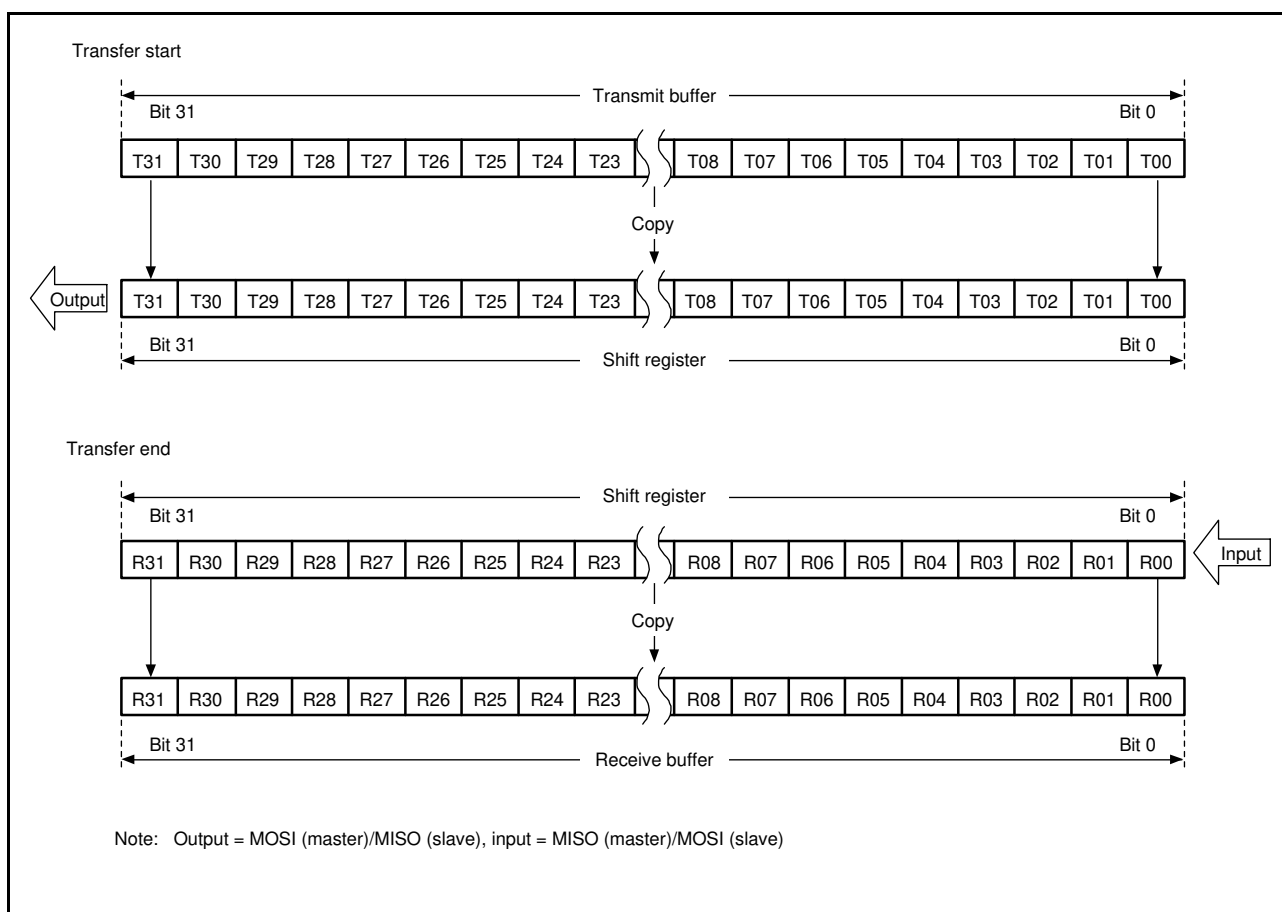 Transfer start
Transmit buffer
Bit 31 Bit 0
T31 T30 T29 T28 T27 T26 T25 T24 T23 T08 T07 T06 T05 T04 T03 T02 T01 T00
Copy
Output T31 T30 T29 T28 T27 T26 T25 T24 T23 T08 T07 T06 T05 T04 T03 T02 T01 T00
Bit 31 Bit 0
Shift register
Transfer end
Shift register
Bit 31 Bit 0
R31 R30 R29 R28 R27 R26 R25 R24 R23 R08 R07 R06 R05 R04 R03 R02 R01 R00 Input
Copy
R31 R30 R29 R28 R27 R26 R25 R24 R23 R08 R07 R06 R05 R04 R03 R02 R01 R00
Bit 31 Bit 0
Receive buffer
Note: Output = MOSI (master)/MISO (slave), input = MISO (master)/MOSI (slave)